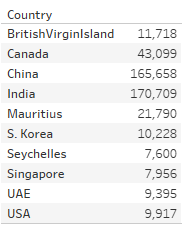 Country
BritishVirginIsland 11,718
Canada 43,099
China 165,658
India 170,709
Mauritius 21,790
S. Korea 10,228
Seychelles 7,600
Singapore 7,956
UAE 9,395
USA 9,917